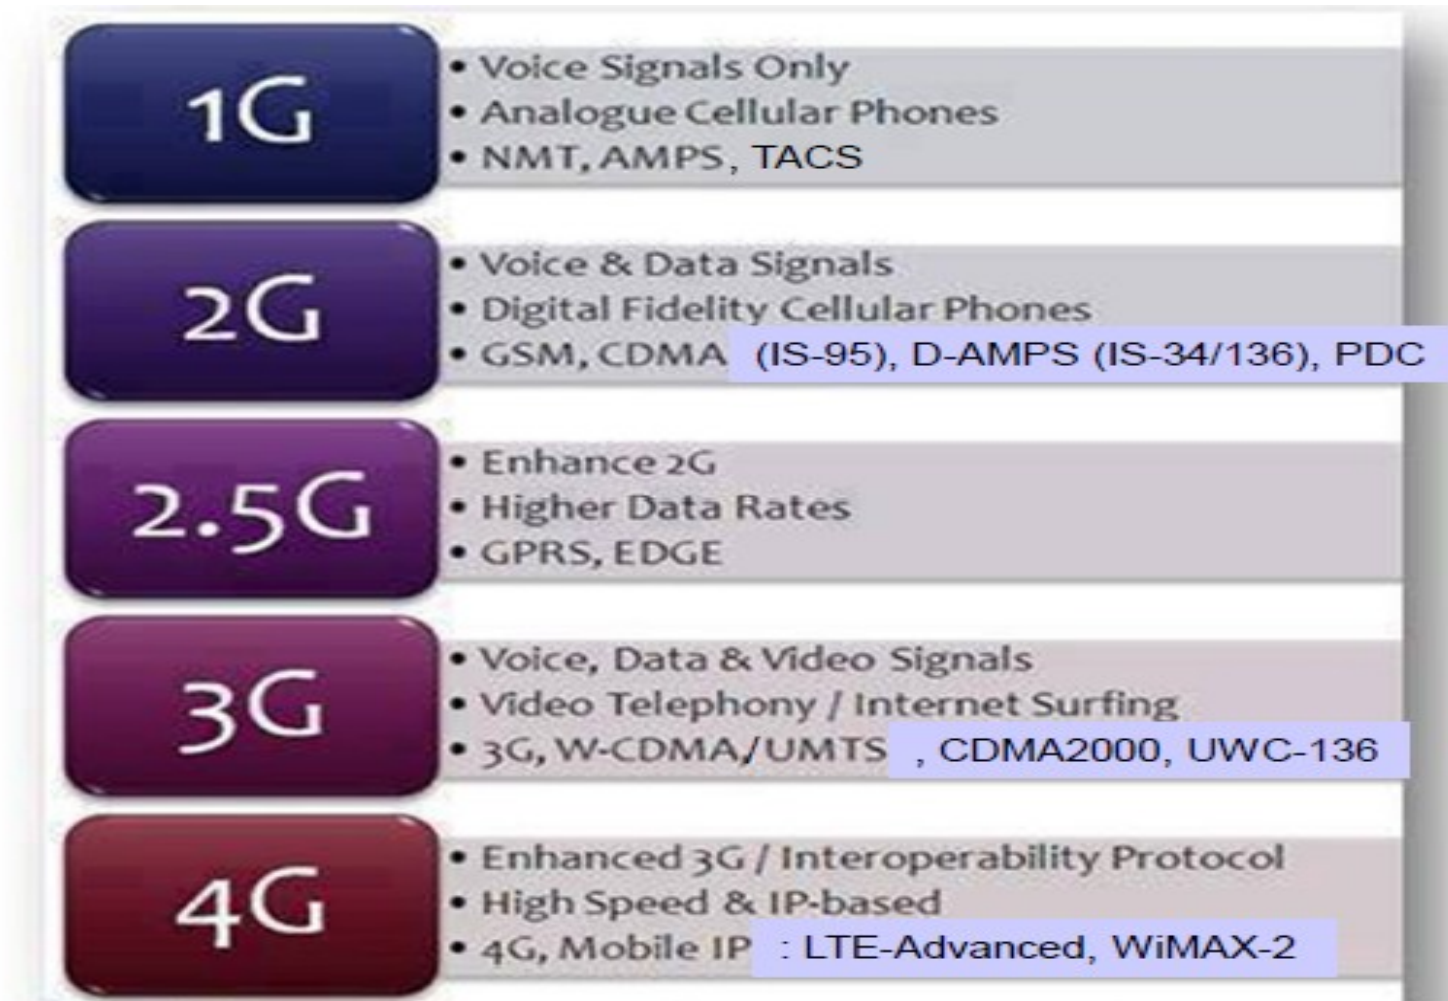 1G
• Voice Signals Only
• Analogue Cellular Phones
• NMT, AMPS, TACS
2G
• Voice & Data Signals
• Digital Fidelity Cellular Phones
• GSM, CDMA (IS-95), D-AMPS (IS-34/136), PDC
2.5G
• Enhance 2G
• Higher Data Rates
• GPRS, EDGE
3G
• Voice, Data & Video Signals
• Video Telephony / Internet Surfing
• 3G, W-CDMA/UMTS , CDMA2000, UWC-136
4G
• Enhanced 3G / Interoperability Protocol
• High Speed & IP-based
• 4G, Mobile IP : LTE-Advanced, WiMAX-2